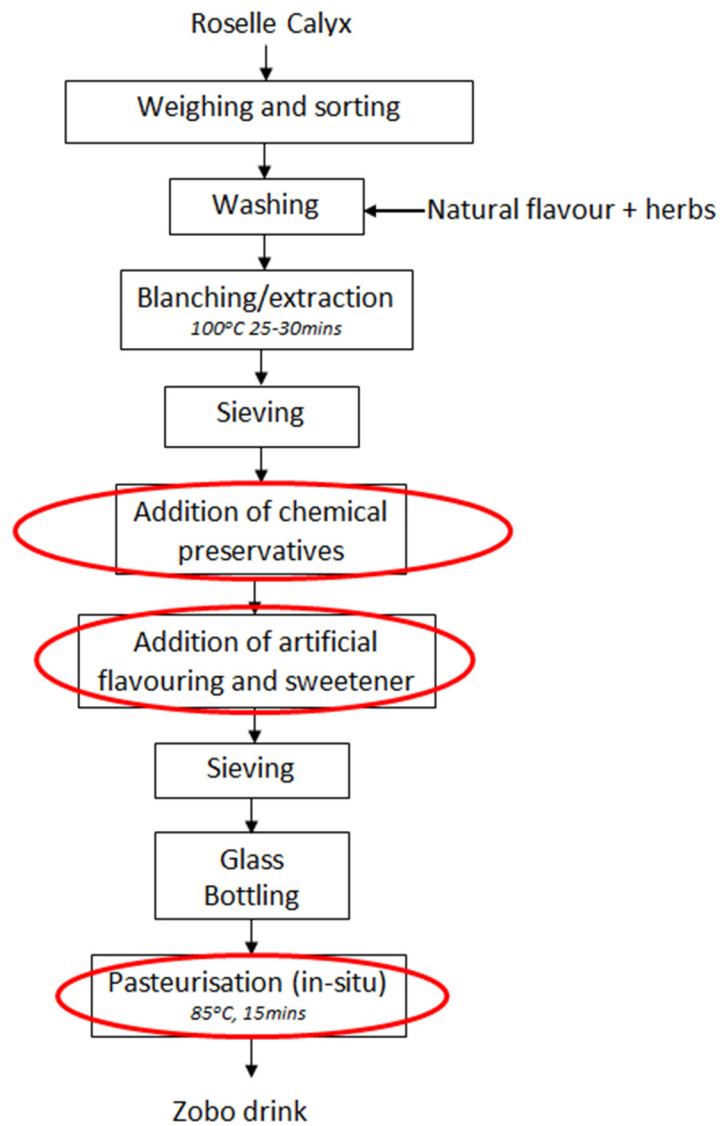 Roselle Calyx
Weighing and sorting
Washing
Natural flavour + herbs
Blanching/extraction
100°C 25-30mins
Sieving
Addition of chemical
preservatives
Addition of artificial
flavouring and sweetener
Sieving
Glass
Bottling
Pasteurisation (in-situ)
85°C, 15mins
Zobo drink